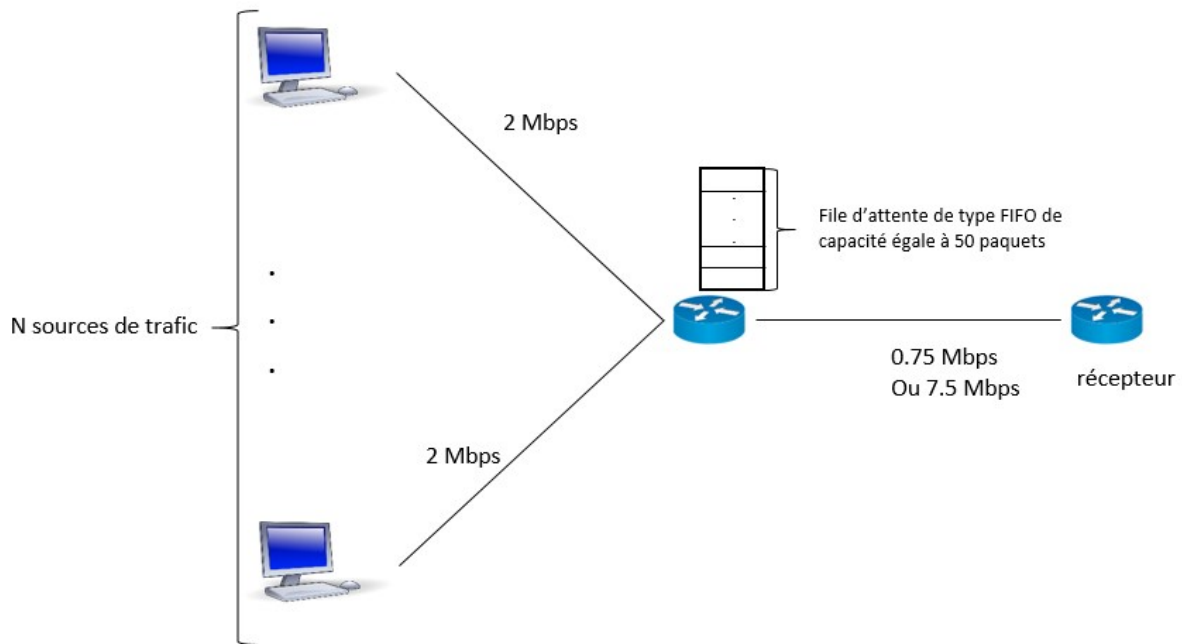 2 Mbps
File d'attente de type FIFO de
capacité égale à 50 paquets
N sources de trafic
0.75 Mbps
Ou 7.5 Mbps
récepteur
2 Mbps